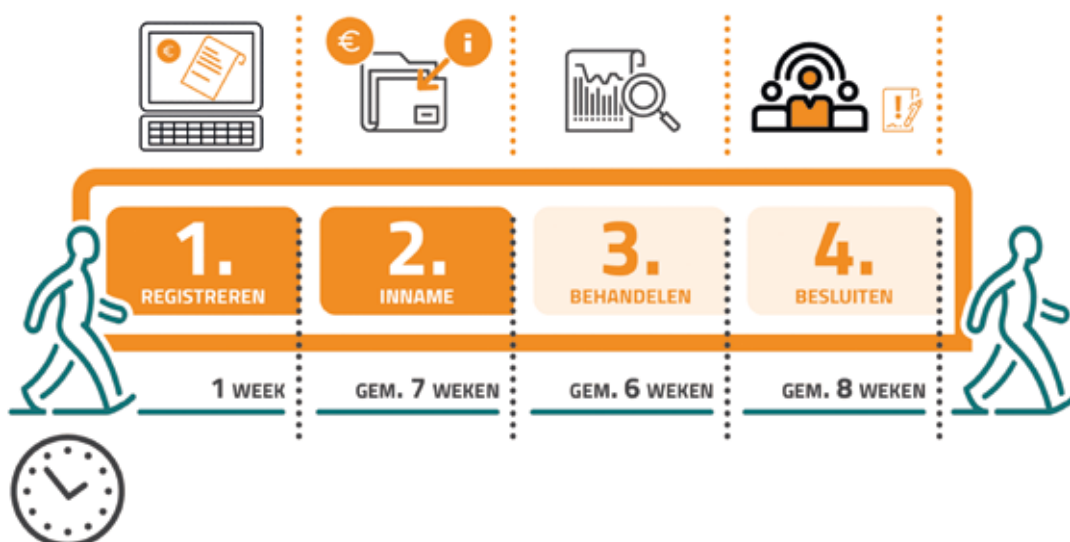 €
€
i
!
1.
REGISTREREN
2.
INNAME
3.
BEHANDELEN
4.
BESLUITEN
1 WEEK
GEM. 7 WEKEN
GEM. 6 WEKEN
GEM. 8 WEKEN